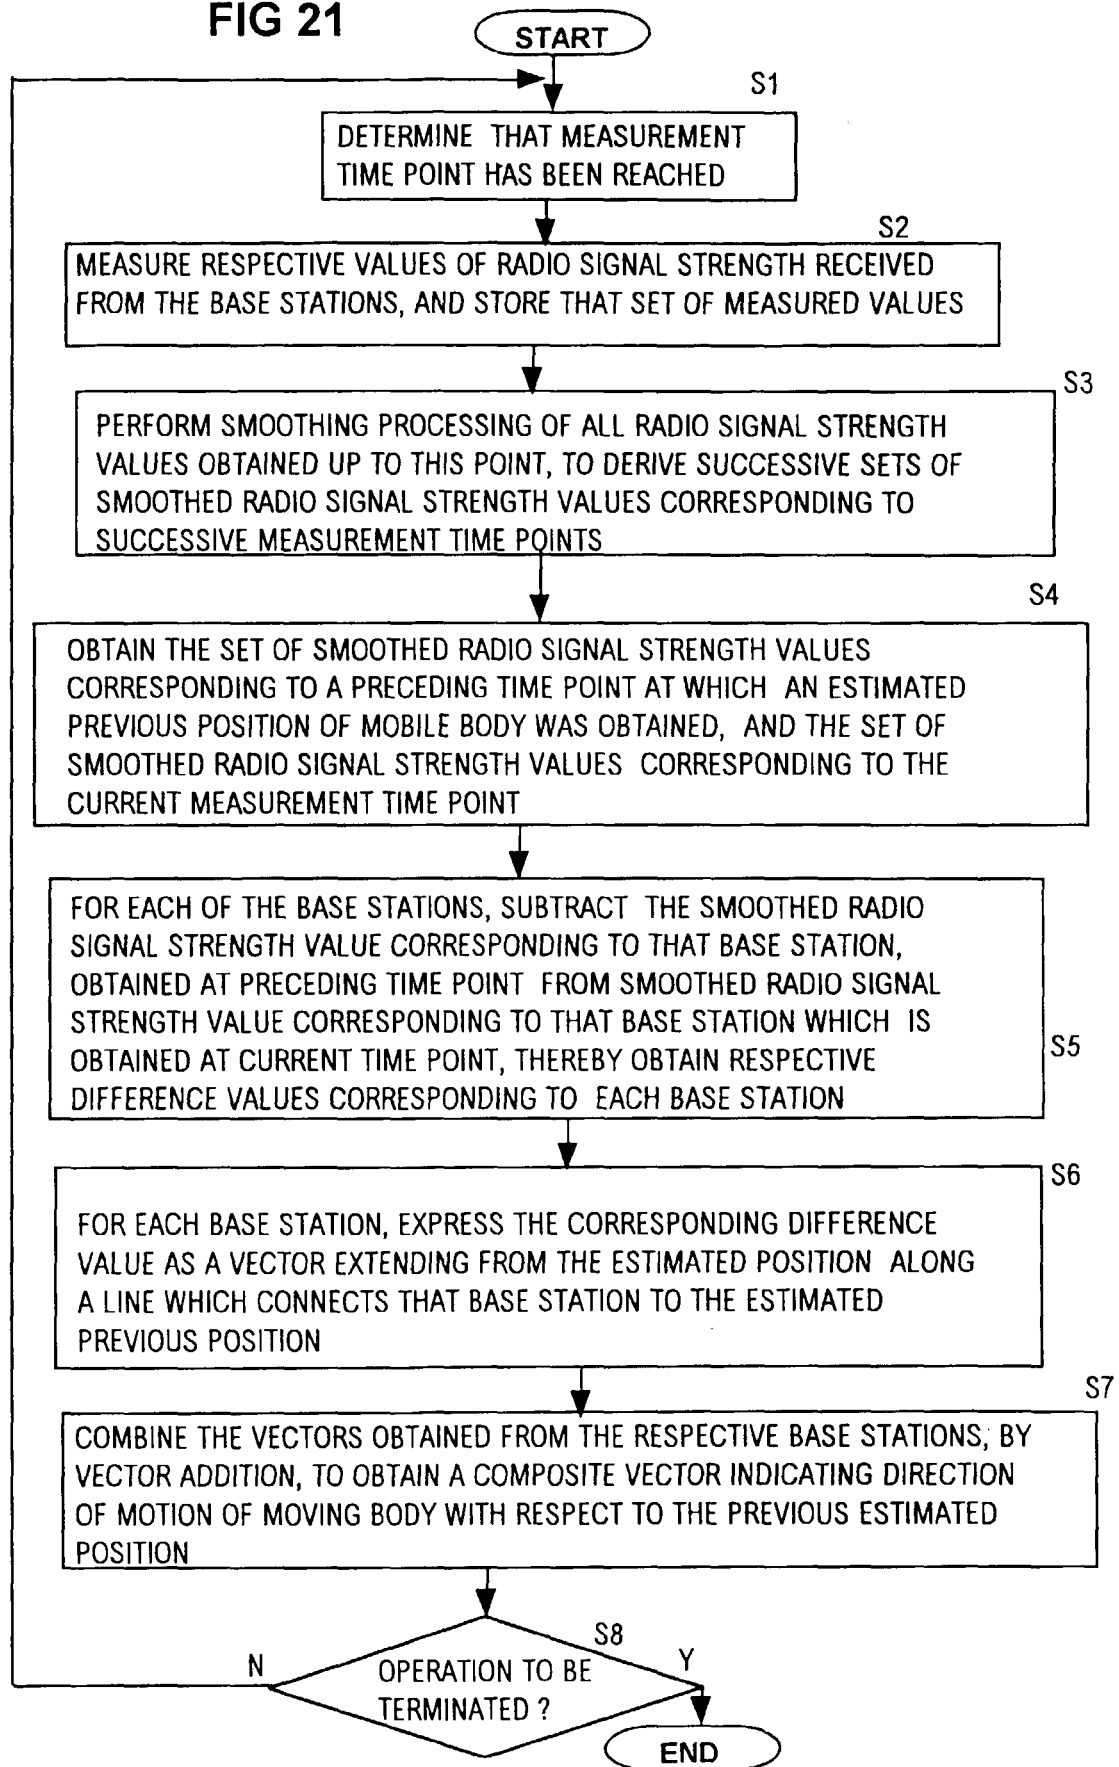 FIG 21
START
S1
DETERMINE THAT MEASUREMENT
TIME POINT HAS BEEN REACHED
S2
MEASURE RESPECTIVE VALUES OF RADIO SIGNAL STRENGTH RECEIVED
FROM THE BASE STATIONS, AND STORE THAT SET OF MEASURED VALUES
S3
PERFORM SMOOTHING PROCESSING OF ALL RADIO SIGNAL STRENGTH
VALUES OBTAINED UP TO THIS POINT, TO DERIVE SUCCESSIVE SETS OF
SMOOTHED RADIO SIGNAL STRENGTH VALUES CORRESPONDING TO
SUCCESSIVE MEASUREMENT TIME POINTS
S4
OBTAIN THE SET OF SMOOTHED RADIO SIGNAL STRENGTH VALUES
CORRESPONDING TO A PRECEDING TIME POINT AT WHICH AN ESTIMATED
PREVIOUS POSITION OF MOBILE BODY WAS OBTAINED, AND THE SET OF
SMOOTHED RADIO SIGNAL STRENGTH VALUES CORRESPONDING TO THE
CURRENT MEASUREMENT TIME POINT
FOR EACH OF THE BASE STATIONS, SUBTRACT THE SMOOTHED RADIO
SIGNAL STRENGTH VALUE CORRESPONDING TO THAT BASE STATION,
OBTAINED AT PRECEDING TIME POINT FROM SMOOTHED RADIO SIGNAL
STRENGTH VALUE CORRESPONDING TO THAT BASE STATION WHICH IS
OBTAINED AT CURRENT TIME POINT, THEREBY OBTAIN RESPECTIVE
DIFFERENCE VALUES CORRESPONDING TO EACH BASE STATION
S5
S6
FOR EACH BASE STATION, EXPRESS THE CORRESPONDING DIFFERENCE
VALUE AS A VECTOR EXTENDING FROM THE ESTIMATED POSITION ALONG
A LINE WHICH CONNECTS THAT BASE STATION TO THE ESTIMATED
PREVIOUS POSITION
S7
COMBINE THE VECTORS OBTAINED FROM THE RESPECTIVE BASE STATIONS, BY
VECTOR ADDITION, TO OBTAIN A COMPOSITE VECTOR INDICATING DIRECTION
OF MOTION OF MOVING BODY WITH RESPECT TO THE PREVIOUS ESTIMATED
POSITION
S8
N
OPERATION TO BE
TERMINATED ?
Y
END